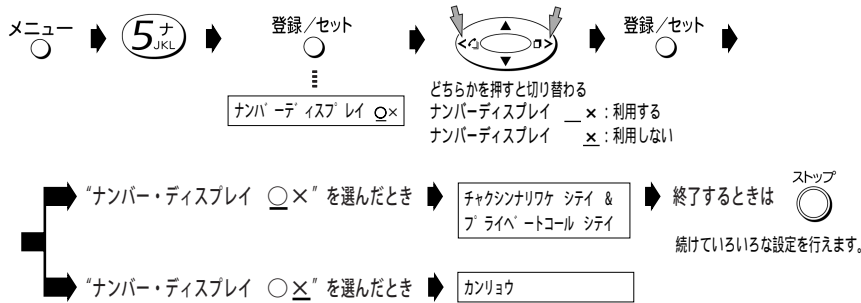 メニュー
5ナ
JKL
登録／セット
ﾅﾝﾊﾞｰﾃﾞｨｽﾌﾟﾚｲ ○×
どちらかを押すと切り替わる
ナンバーディスプレイ ＿×：利用する
ナンバーディスプレイ ×：利用しない
登録／セット
“ナンバー・ディスプレイ ○×”を選んだとき
ﾁｬｸｼﾝﾅﾘﾜｹ ｼﾃｲ &
ﾌﾟﾗｲﾍﾞｰﾄｺｰﾙ ｼﾃｲ
終了するときは
ストップ
続けていろいろな設定を行えます。
“ナンバー・ディスプレイ ○×”を選んだとき
ｶﾝﾘｮｳ